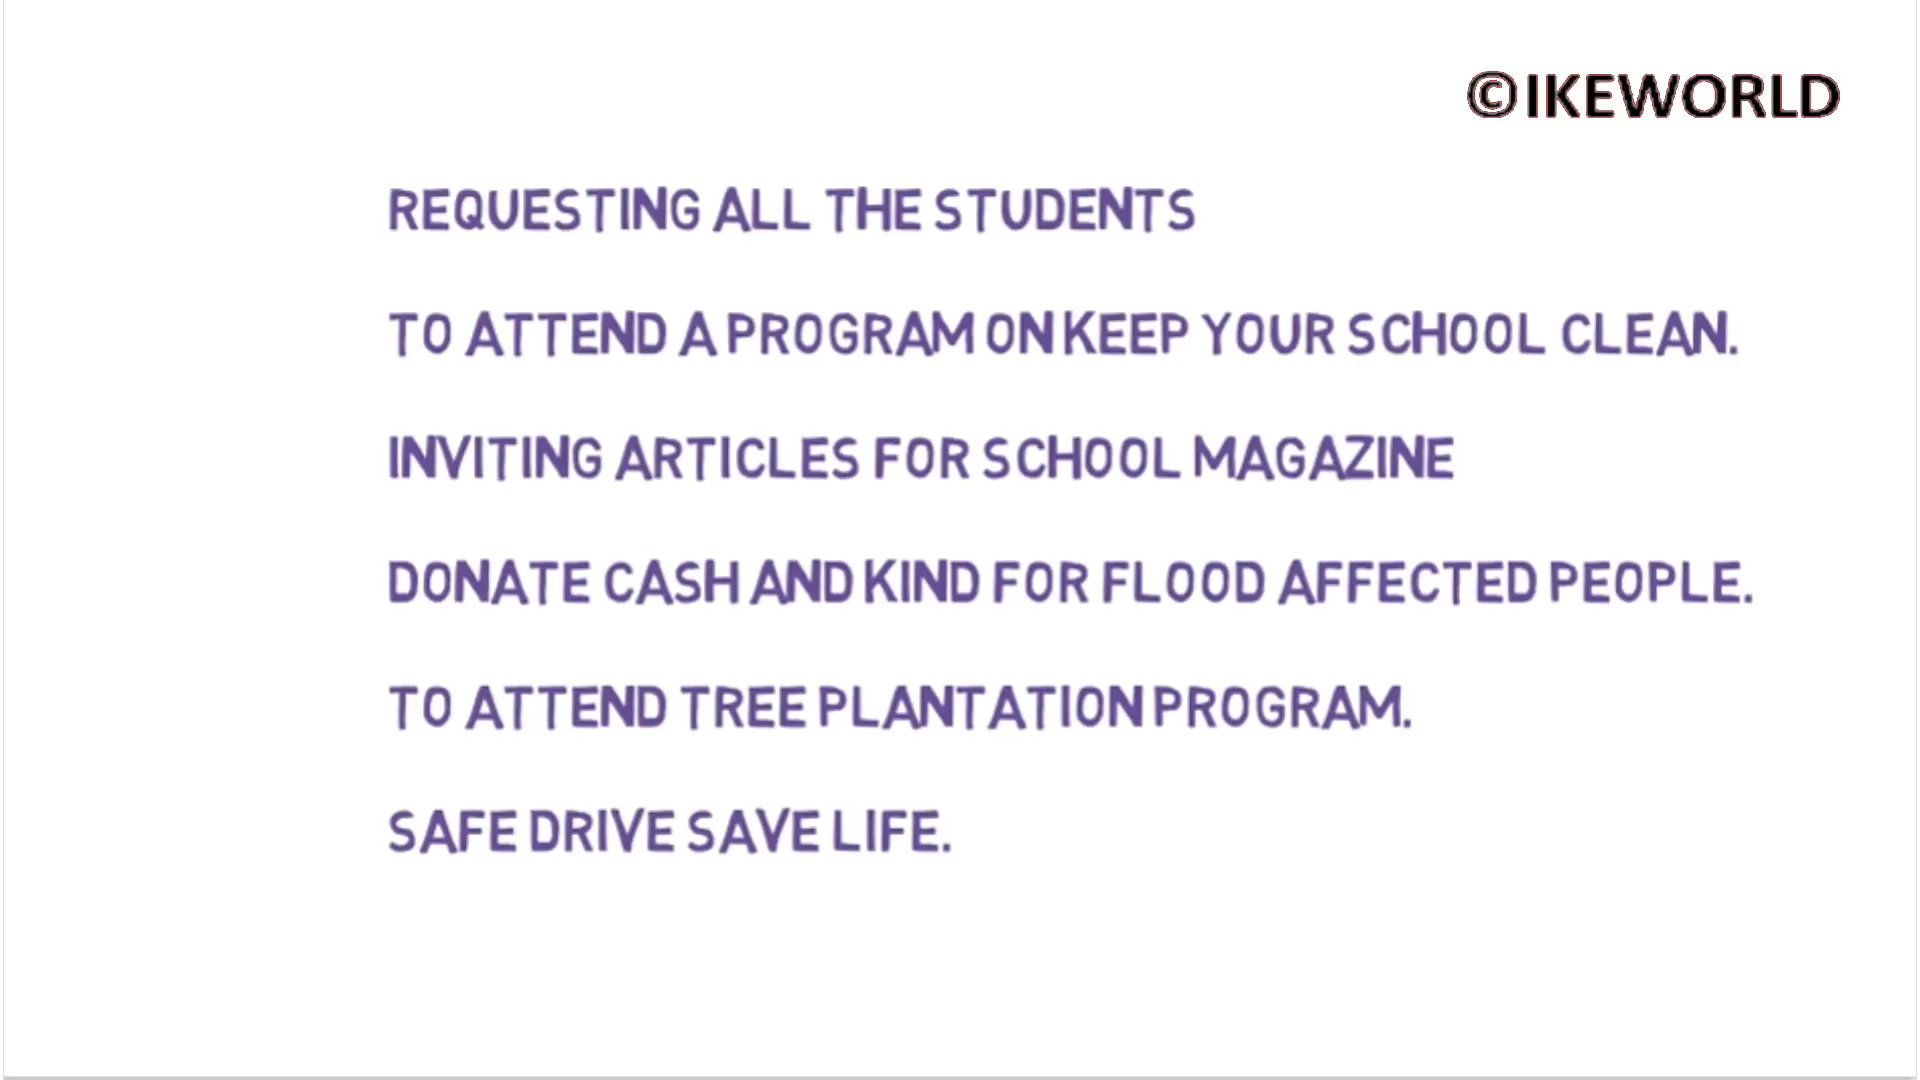 ©IKEWORLD
REQUESTING ALL THE STUDENTS
TO ATTEND A PROGRAM ON KEEP YOUR SCHOOL CLEAN.
INVITING ARTICLES FOR SCHOOL MAGAZINE
DONATE CASH AND KIND FOR FLOOD AFFECTED PEOPLE.
TO ATTEND TREE PLANTATION PROGRAM.
SAFE DRIVE SAVE LIFE.